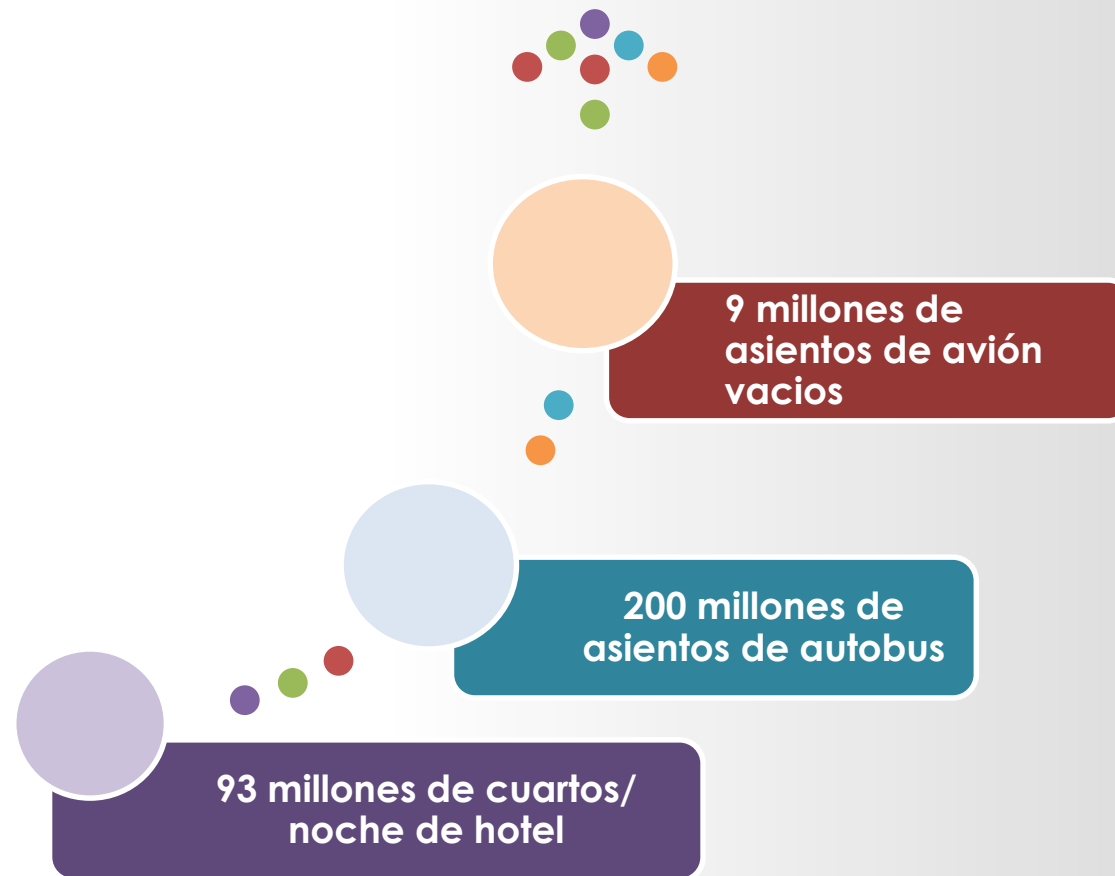 9 millones de
asientos de avión
vacios
200 millones de
asientos de autobus
93 millones de cuartos/
noche de hotel